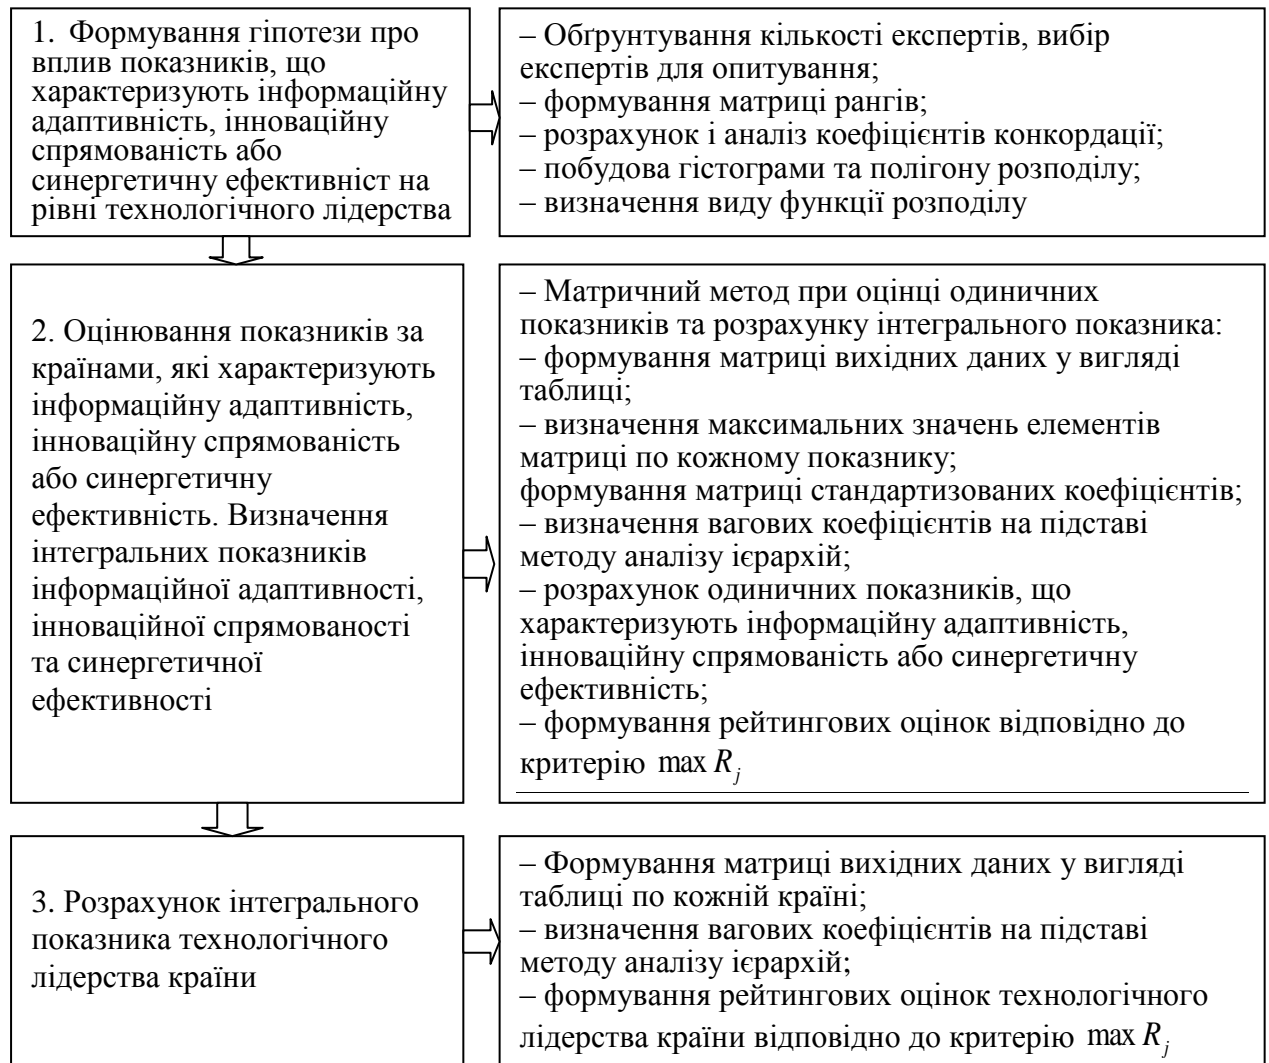 1. Формування гіпотези про
вплив показників, що
характеризують інформаційну
адаптивність, інноваційну
спрямованість або
синергетичну ефективніст на
рівні технологічного лідерства
– Обґрунтування кількості експертів, вибір
експертів для опитування;
– формування матриці рангів;
– розрахунок і аналіз коефіцієнтів конкордації;
– побудова гістограми та полігону розподілу;
– визначення виду функції розподілу
2. Оцінювання показників за
країнами, які характеризують
інформаційну адаптивність,
інноваційну спрямованість
або синергетичну
ефективність. Визначення
інтегральних показників
інформаційної адаптивності,
інноваційної спрямованості
та синергетичної
ефективності
– Матричний метод при оцінці одиничних
показників та розрахунку інтегрального показника:
– формування матриці вихідних даних у вигляді
таблиці;
– визначення максимальних значень елементів
матриці по кожному показнику;
формування матриці стандартизованих коефіцієнтів;
– визначення вагових коефіцієнтів на підставі
методу аналізу ієрархій;
– розрахунок одиничних показників, що
характеризують інформаційну адаптивність,
інноваційну спрямованість або синергетичну
ефективність;
– формування рейтингових оцінок відповідно до
критерію max R_j
3. Розрахунок інтегрального
показника технологічного
лідерства країни
– Формування матриці вихідних даних у вигляді
таблиці по кожній країні;
– визначення вагових коефіцієнтів на підставі
методу аналізу ієрархій;
– формування рейтингових оцінок технологічного
лідерства країни відповідно до критерію max R_j